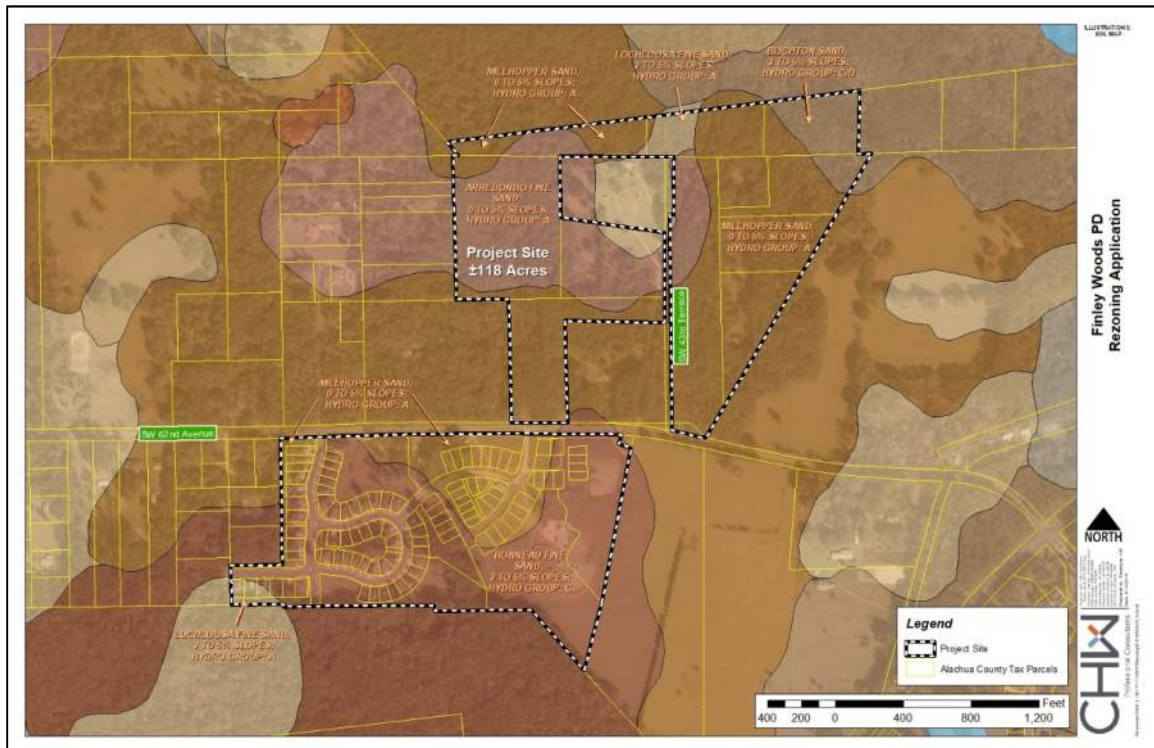 ILLUSTRATIONS:
SOIL MAP
LOCHLOOSA FINE SAND,
2 TO 5% SLOPES;
HYDRO GROUP: A
BLICHTON SAND,
2 TO 5% SLOPES;
HYDRO GROUP: C/D
MILLHOPPER SAND,
0 TO 5% SLOPES;
HYDRO GROUP: A
ARREDONDO FINE
SAND,
0 TO 5% SLOPES;
HYDRO GROUP: A
MILLHOPPER SAND,
0 TO 5% SLOPES;
HYDRO GROUP: A
Project Site
±118 Acres
SW 43rd Terrace
MILLHOPPER SAND,
0 TO 5% SLOPES;
HYDRO GROUP: A
SW 62nd Avenue
BONNEAU FINE
SAND,
2 TO 5% SLOPES;
HYDRO GROUP: C
LOCHLOOSA FINE SAND,
2 TO 5% SLOPES;
HYDRO GROUP: A
Legend
Project Site
Alachua County Tax Parcels
Feet
400 200 0 400 800 1,200
Finley Woods PD
Rezoning Application
NORTH
CHW
Professional Consultants